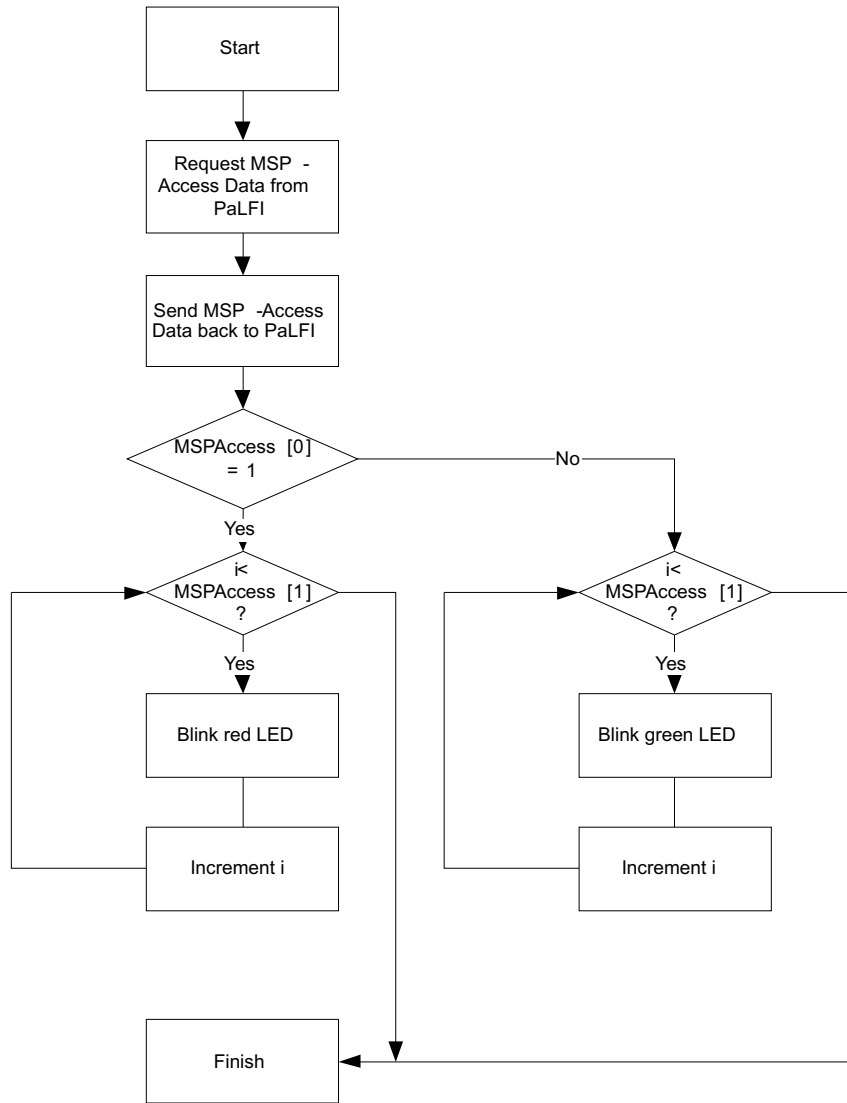 Start
Request MSP -
Access Data from
PaLFI
Send MSP -Access
Data back to PaLFI
MSPAccess [0]
= 1
No
Yes
i<
MSPAccess [1]
?
Yes
Blink red LED
Increment i
i<
MSPAccess [1]
?
Yes
Blink green LED
Increment i
Finish